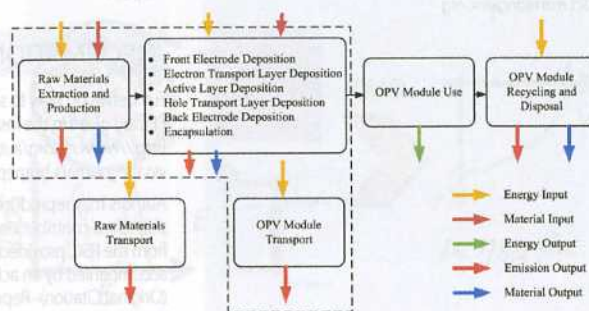 Raw Materials
Extraction and
Production
• Front Electrode Deposition
• Electron Transport Layer Deposition
• Active Layer Deposition
• Hole Transport Layer Deposition
• Back Electrode Deposition
• Encapsulation
OPV Module Use
OPV Module
Recycling and
Disposal
Raw Materials
Transport
OPV Module
Transport
Energy Input
Material Input
Energy Output
Emission Output
Material Output